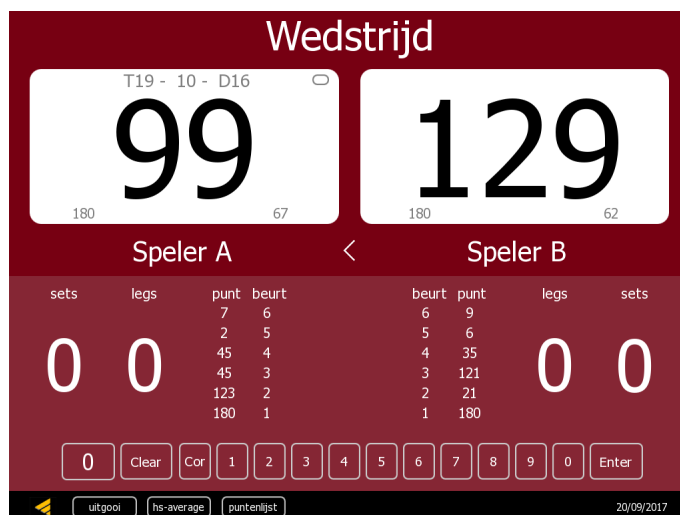 Wedstrijd
T19 - 10 - D16
99
129
180 67
180 62
Speler A < Speler B
sets legs punt beurt beurt punt legs sets
7 6 6 9
2 5 5 6
45 4 4 35
45 3 3 121
123 2 2 21
180 1 1 180
0 0 0 0
0 Clear Cor 1 2 3 4 5 6 7 8 9 0 Enter
uitgooi hs-average puntenlijst 20/09/2017